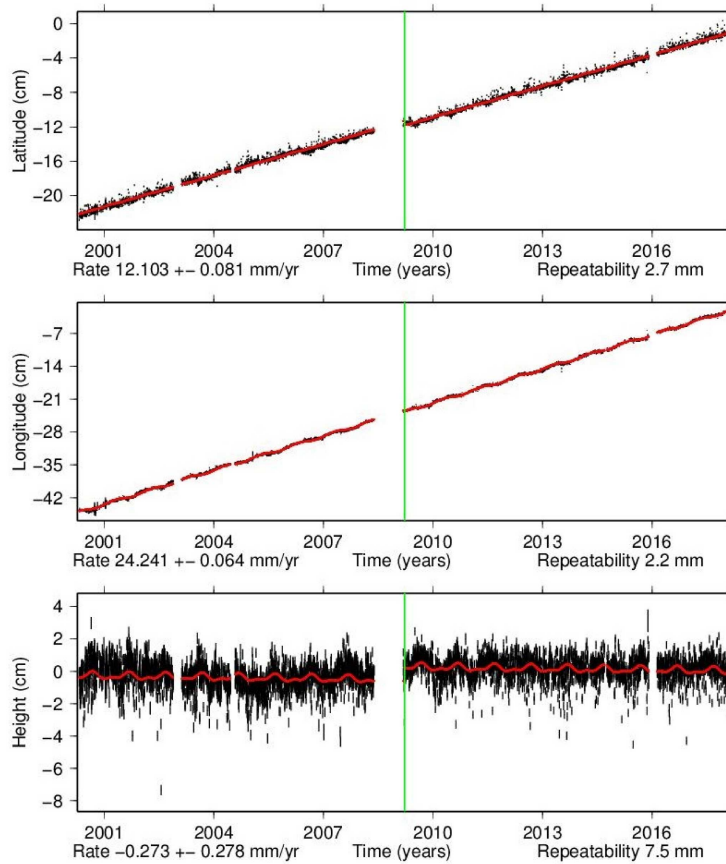 0
−4
−8
−12
−16
−20
Latitude (cm)
2001 2004 2007 2010 2013 2016
Rate 12.103 +− 0.081 mm/yr Time (years) Repeatability 2.7 mm
−7
−14
−21
−28
−35
−42
Longitude (cm)
2001 2004 2007 2010 2013 2016
Rate 24.241 +− 0.064 mm/yr Time (years) Repeatability 2.2 mm
4
2
0
−2
−4
−6
−8
Height (cm)
2001 2004 2007 2010 2013 2016
Rate −0.273 +− 0.278 mm/yr Time (years) Repeatability 7.5 mm